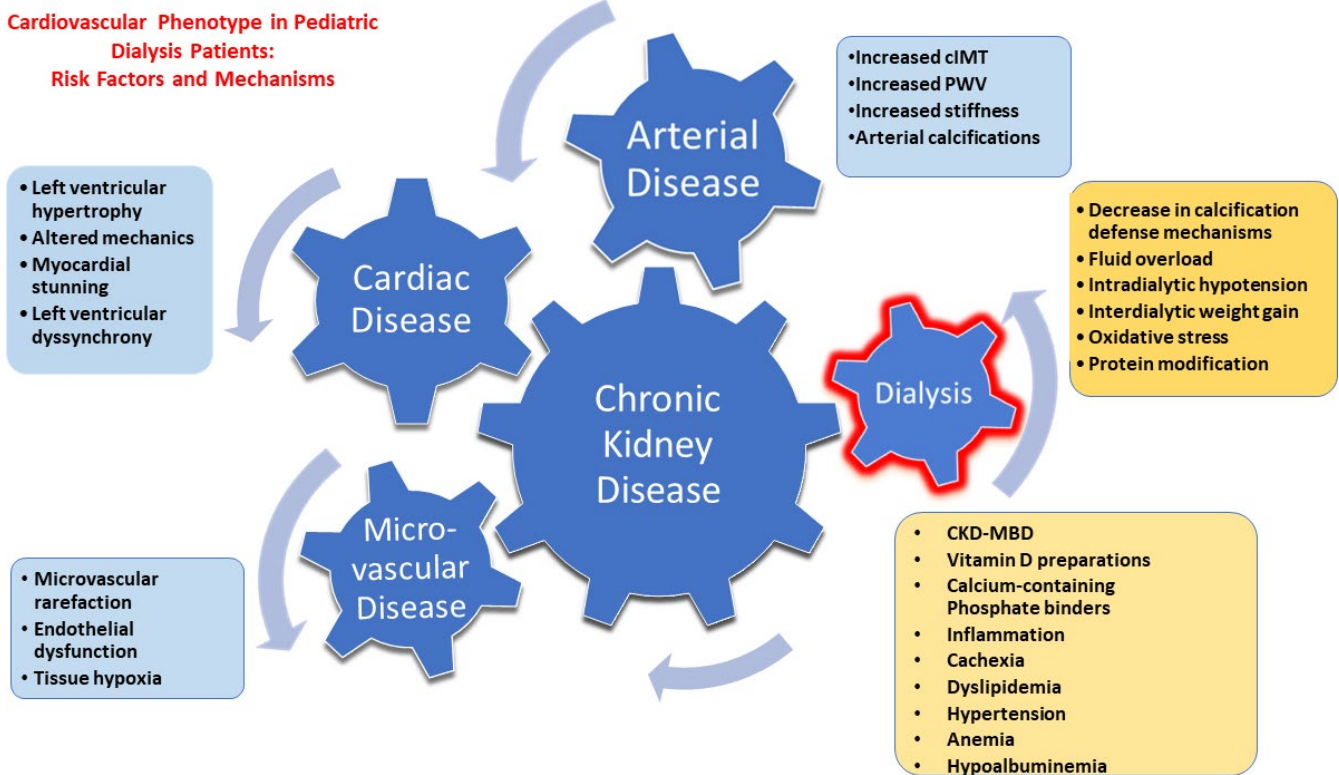 Cardiovascular Phenotype in Pediatric
Dialysis Patients:
Risk Factors and Mechanisms
•Increased cIMT
•Increased PWV
•Increased stiffness
•Arterial calcifications
Arterial
Disease
• Left ventricular
hypertrophy
• Altered mechanics
• Myocardial
stunning
• Left ventricular
dyssynchrony
Cardiac
Disease
• Decrease in calcification
defense mechanisms
• Fluid overload
• Intradialytic hypotension
• Interdialytic weight gain
• Oxidative stress
• Protein modification
Dialysis
Chronic
Kidney
Disease
Micro-
vascular
Disease
• Microvascular
rarefaction
• Endothelial
dysfunction
• Tissue hypoxia
• CKD-MBD
• Vitamin D preparations
• Calcium-containing
Phosphate binders
• Inflammation
• Cachexia
• Dyslipidemia
• Hypertension
• Anemia
• Hypoalbuminemia